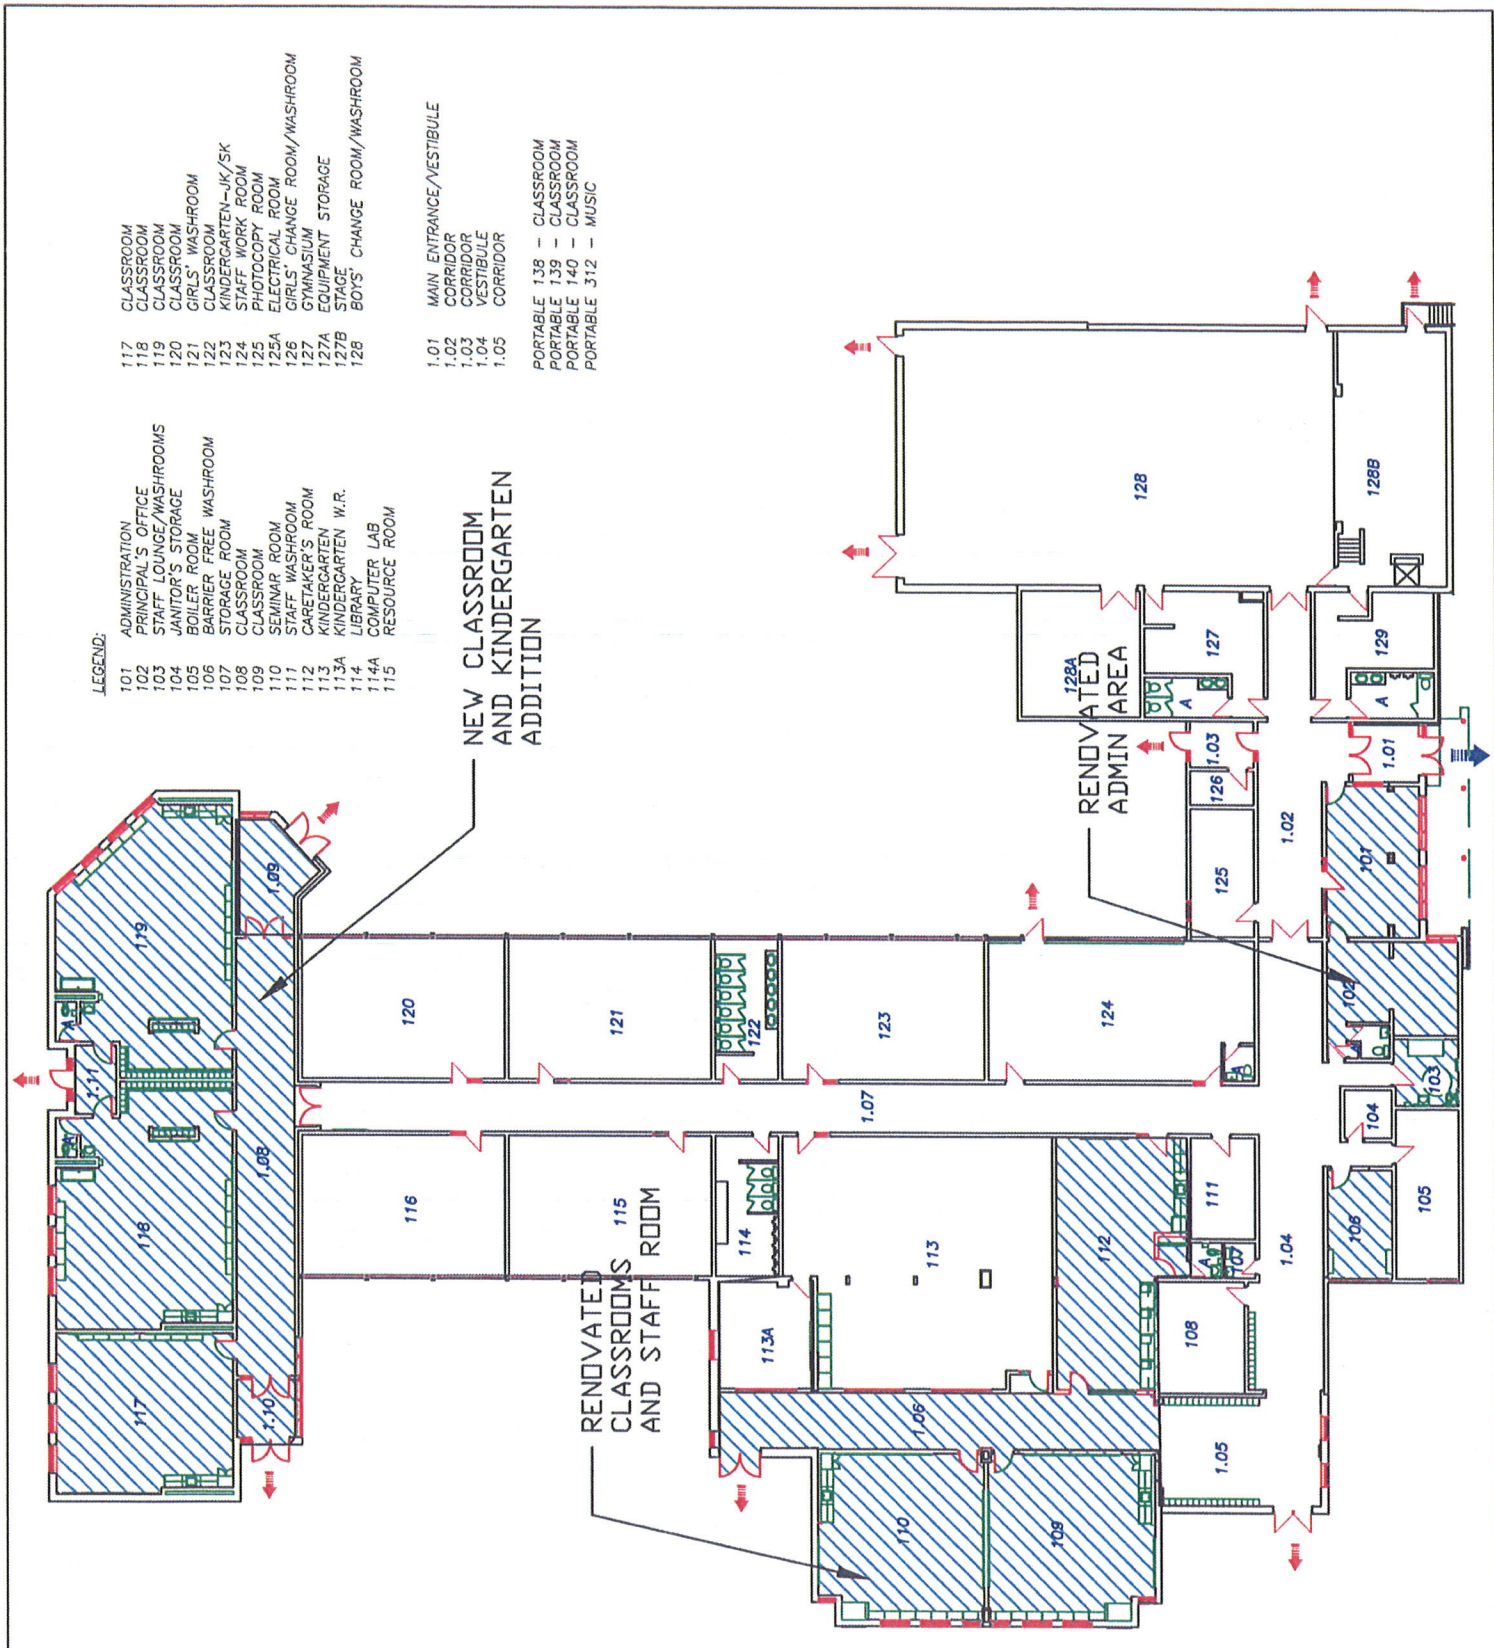 LEGEND:
101 ADMINISTRATION
102 PRINCIPAL'S OFFICE
103 STAFF LOUNGE/WASHROOMS
104 JANITOR'S STORAGE
105 BOILER ROOM
106 BARRIER FREE WASHROOM
107 STORAGE ROOM
108 CLASSROOM
109 CLASSROOM
110 SEMINAR ROOM
111 STAFF WASHROOM
112 CARETAKER'S ROOM
113 KINDERGARTEN
113A KINDERGARTEN W.R.
114 LIBRARY
114A COMPUTER LAB
115 RESOURCE ROOM
117 CLASSROOM
118 CLASSROOM
119 CLASSROOM
120 CLASSROOM
121 GIRLS' WASHROOM
122 CLASSROOM
123 KINDERGARTEN-JK/SK
124 STAFF WORK ROOM
125 PHOTOCOPY ROOM
125A ELECTRICAL ROOM
126 GIRLS' CHANGE ROOM/WASHROOM
127 GYMNASIUM
127A EQUIPMENT STORAGE
127B STAGE
128 BOYS' CHANGE ROOM/WASHROOM
1.01 MAIN ENTRANCE/VESTIBULE
1.02 CORRIDOR
1.03 CORRIDOR
1.04 VESTIBULE
1.05 CORRIDOR
PORTABLE 138 - CLASSROOM
PORTABLE 139 - CLASSROOM
PORTABLE 140 - CLASSROOM
PORTABLE 312 - MUSIC
NEW CLASSROOM
AND KINDERGARTEN
ADDITION
RENOVATED
CLASSROOMS
AND STAFF ROOM
RENOVATED
ADMIN AREA
117
118
119
A
A
1.11
1.10
1.08
1.09
116
115
114
113A
113
112
111
A
107
108
1.06
110
109
1.05
1.04
120
121
122
123
124
A
1.07
106
105
104
103
102
A
101
1.02
125
126
1.03
1.01
128A
127
A
129
A
128
128B